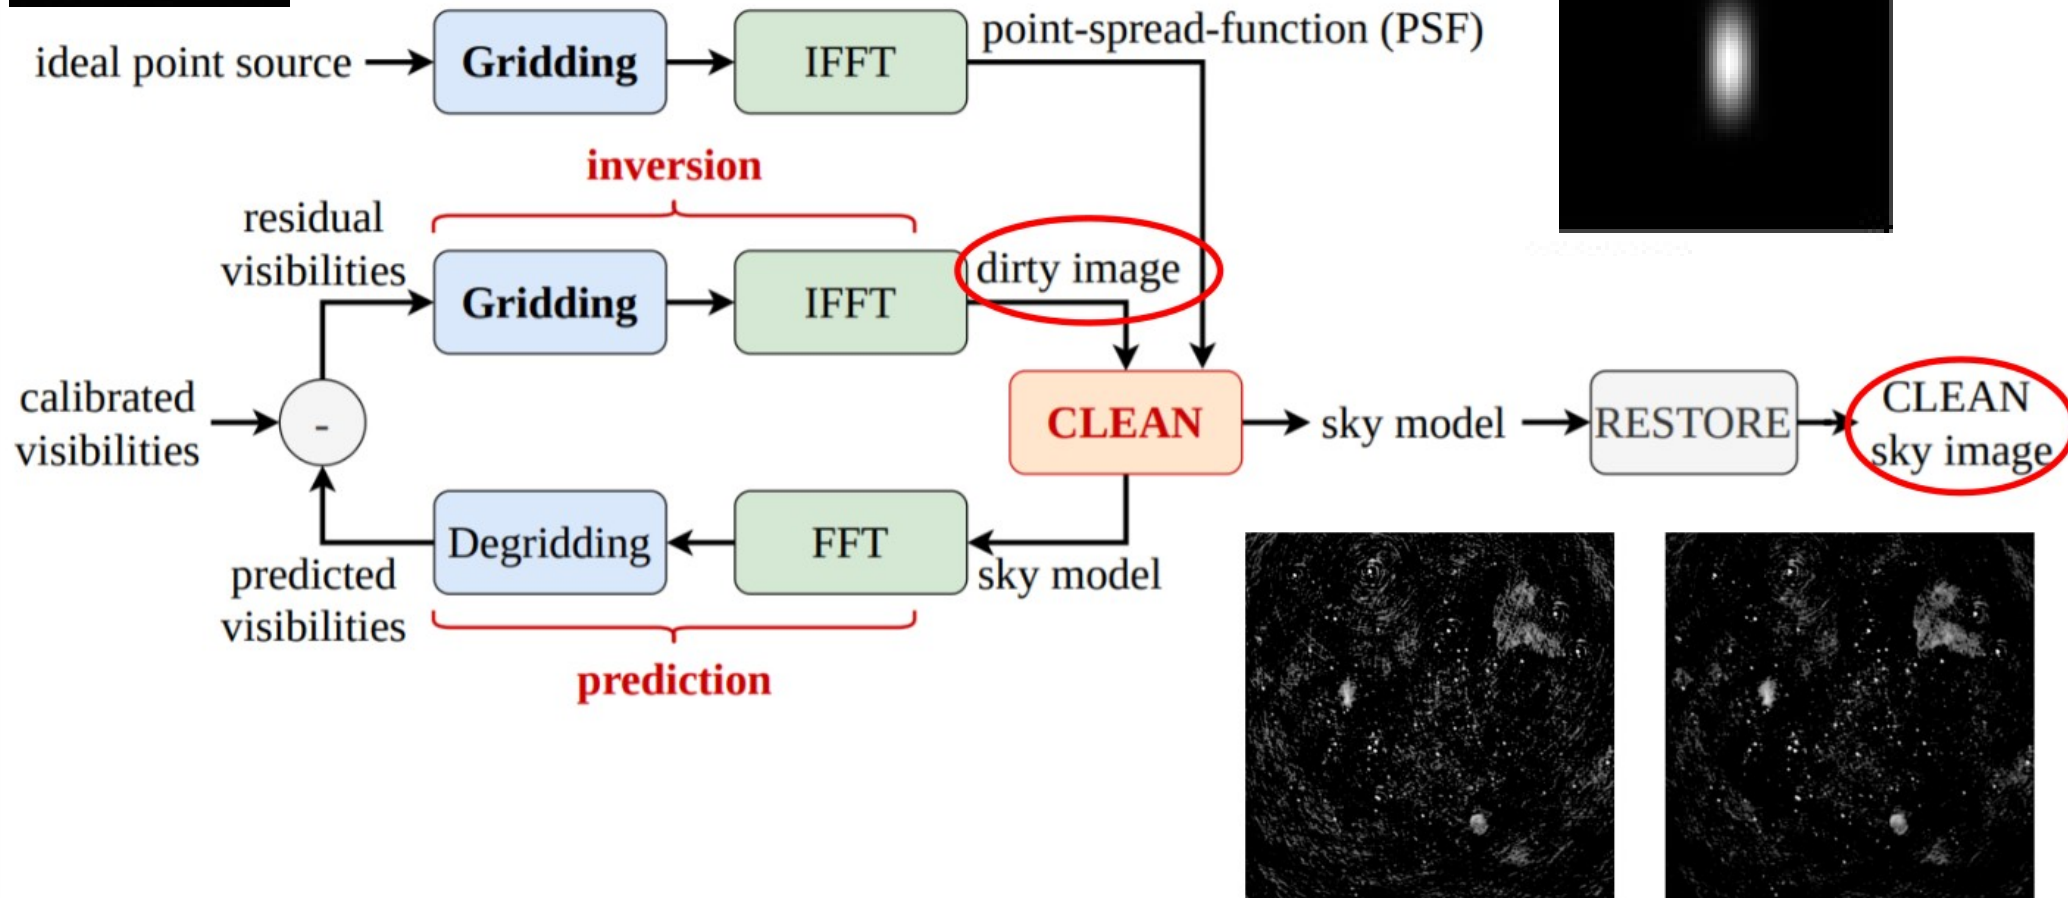 ideal point source
Gridding
IFFT
point-spread-function (PSF)
inversion
residual
visibilities
Gridding
IFFT
dirty image
calibrated
visibilities
-
CLEAN
sky model
RESTORE
CLEAN
sky image
Degridding
FFT
sky model
predicted
visibilities
prediction